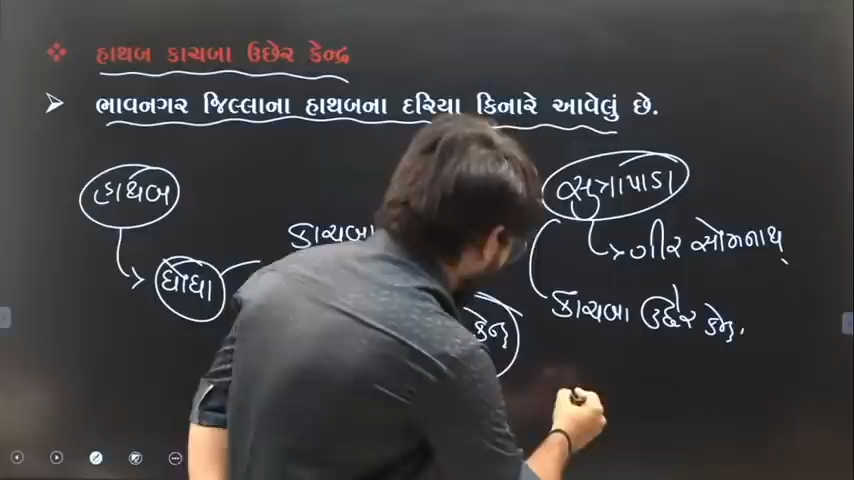 હાથબ કાચબા ઉછેર કેન્દ્ર
ભાવનગર જિલ્લાના હાથબના દરિયા કિનારે આવેલું છે.
હાથબ
સુત્રાપાડા
કાચબા
ગીર સોમનાથ
ઘોઘા
કાચબા ઉછેર કેન્દ્ર.
કેન્દ્ર